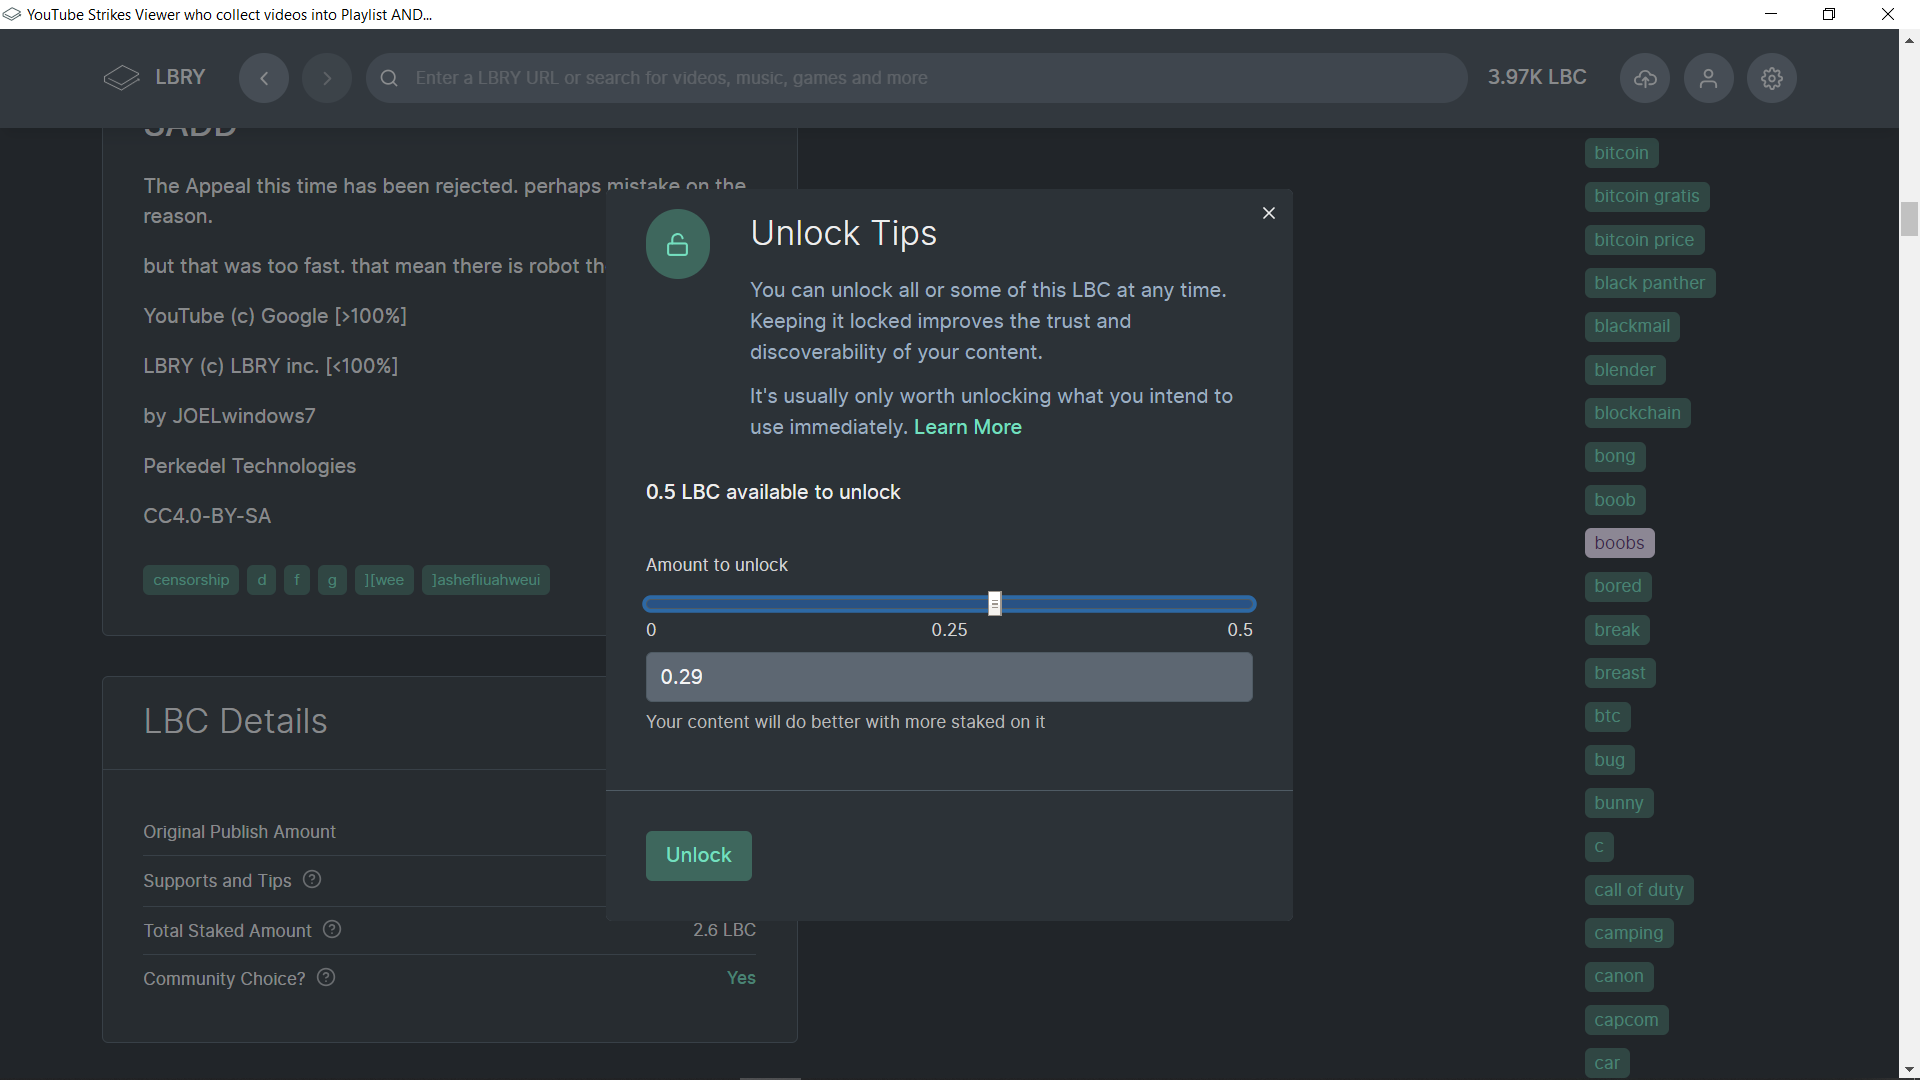 YouTube Strikes Viewer who collect videos into Playlist AND...
LBRY
Enter a LBRY URL or search for videos, music, games and more
3.97K LBC
The Appeal this time has been rejected. perhaps mistake on the
reason.
but that was too fast. that mean there is robot th
YouTube (c) Google [>100%]
LBRY (c) LBRY inc. [<100%]
by JOELwindows7
Perkedel Technologies
CC4.0-BY-SA
censorship d f g ][wee ]ashefliuahweui
LBC Details
Original Publish Amount
Supports and Tips
Total Staked Amount 2.6 LBC
Community Choice? Yes
Unlock Tips
You can unlock all or some of this LBC at any time.
Keeping it locked improves the trust and
discoverability of your content.
It's usually only worth unlocking what you intend to
use immediately. Learn More
0.5 LBC available to unlock
Amount to unlock
0 0.25 0.5
0.29
Your content will do better with more staked on it
Unlock
bitcoin
bitcoin gratis
bitcoin price
black panther
blackmail
blender
blockchain
bong
boob
boobs
bored
break
breast
btc
bug
bunny
c
call of duty
camping
canon
capcom
car